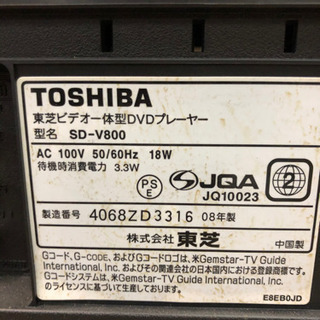 TOSHIBA
東芝ビデオ一体型DVDプレーヤー
型名 SD-V800
AC 100V 50/60Hz 18W
待機時消費電力 3.3W
PS
E
JQA
JQ10023
2
製造番号 4068ZD3316 08年製
株式会社 東芝 中国製
Gコード、G-CODE、およびGコードロゴは、米Gemstar-TV Guide
International, Inc. およびその関連会社の日本国内における登録商標です。
Gコードシステムは、米Gemstar-TV Guide International, Inc.
のライセンスに基づいて生産しております。
E8EB0JD